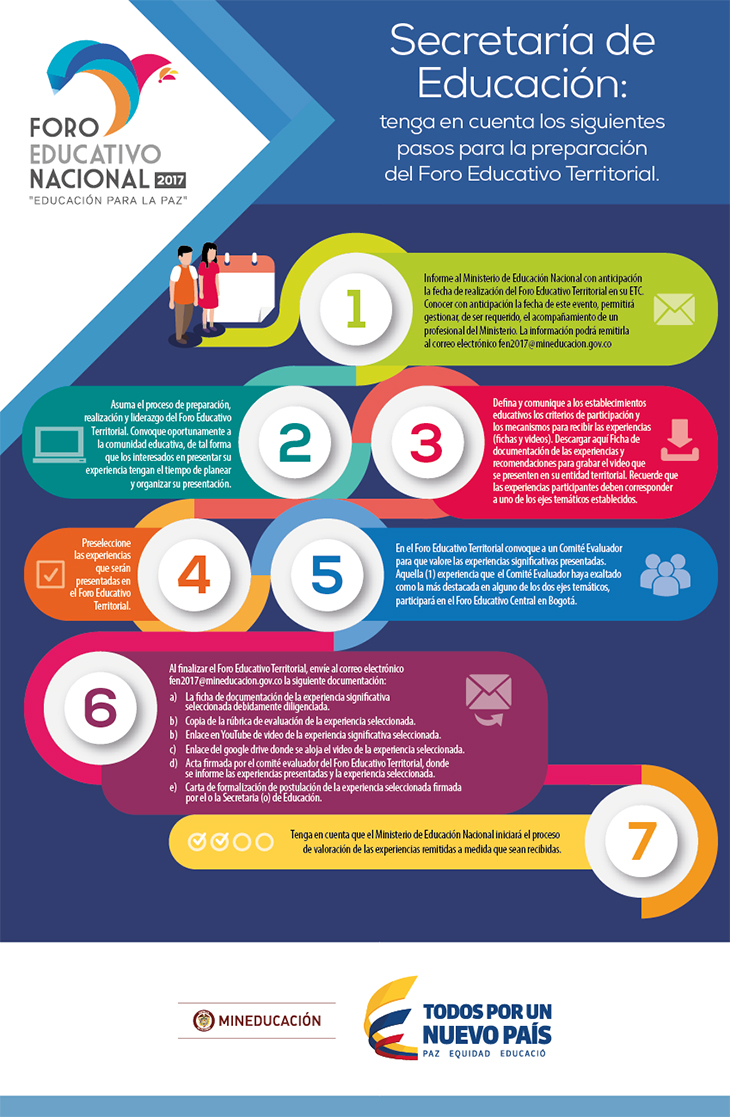 FORO
EDUCATIVO
NACIONAL 2017
"EDUCACIÓN PARA LA PAZ"
Secretaría de
Educación:
tenga en cuenta los siguientes
pasos para la preparación
del Foro Educativo Territorial.
1
Informe al Ministerio de Educación Nacional con anticipación
la fecha de realización del Foro Educativo Territorial en su ETC.
Conocer con anticipación la fecha de este evento, permitirá
gestionar, de ser requerido, el acompañamiento de un
profesional del Ministerio. La información podrá remitirla
al correo electrónico fen2017@mineducacion.gov.co
Asuma el proceso de preparación,
realización y liderazgo del Foro Educativo
Territorial. Convoque oportunamente a
la comunidad educativa, de tal forma
que los interesados en presentar su
experiencia tengan el tiempo de planear
y organizar su presentación.
2
3
Defina y comunique a los establecimientos
educativos los criterios de participación y
los mecanismos para recibir las experiencias
(fichas y videos). Descargar aquí Ficha de
documentación de las experiencias y
recomendaciones para grabar el video que
se presenten en su entidad territorial. Recuerde que
las experiencias participantes deben corresponder
a uno de los ejes temáticos establecidos.
Preseleccione
las experiencias
que serán
presentadas en
el Foro Educativo
Territorial.
4
5
En el Foro Educativo Territorial convoque a un Comité Evaluador
para que valore las experiencias significativas presentadas.
Aquella (1) experiencia que el Comité Evaluador haya exaltado
como la más destacada en alguno de los dos ejes temáticos,
participará en el Foro Educativo Central en Bogotá.
6
Al finalizar el Foro Educativo Territorial, envíe al correo electrónico
fen2017@mineducacion.gov.co la siguiente documentación:
a) La ficha de documentación de la experiencia significativa
seleccionada debidamente diligenciada.
b) Copia de la rúbrica de evaluación de la experiencia seleccionada.
b) Enlace en YouTube de video de la experiencia significativa seleccionada.
c) Enlace del google drive donde se aloja el video de la experiencia seleccionada.
d) Acta firmada por el comité evaluador del Foro Educativo Territorial, donde
se informe las experiencias presentadas y la experiencia seleccionada.
e) Carta de formalización de postulación de la experiencia seleccionada firmada
por el o la Secretaria (o) de Educación.
Tenga en cuenta que el Ministerio de Educación Nacional iniciará el proceso
de valoración de las experiencias remitidas a medida que sean recibidas.
7
MINEDUCACIÓN
TODOS POR UN
NUEVO PAÍS
PAZ EQUIDAD EDUCACIÓ